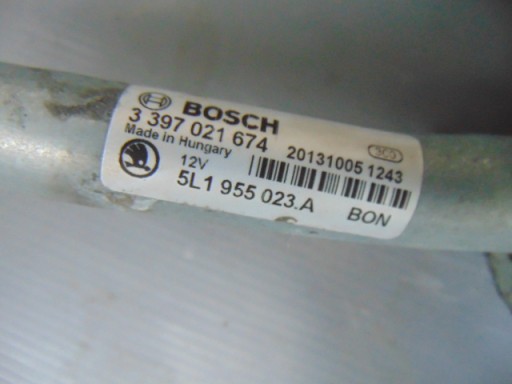 BOSCH
3 397 021 674
Made in Hungary
20131005 1243
12V
5L1 955 023.A
BON